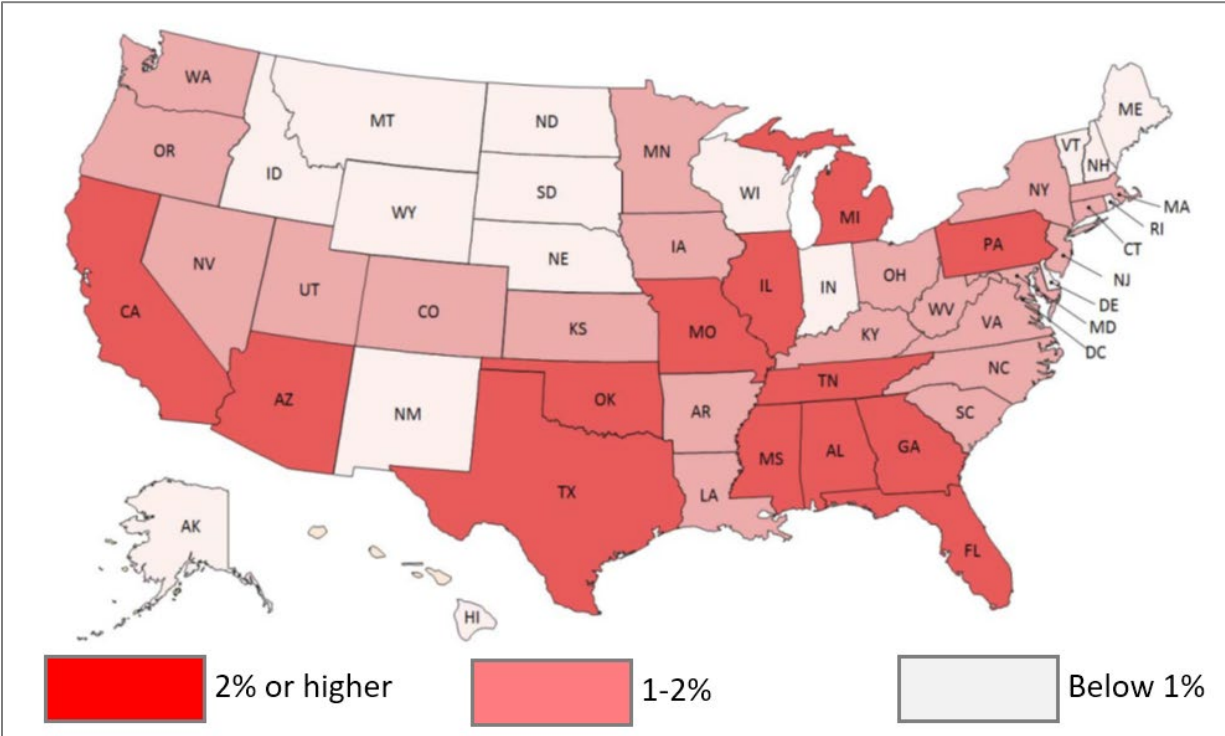 WA
MT
ND
ME
OR
ID
MN
VT
NH
SD
WI
NY
MA
WY
MI
RI
NV
NE
IA
PA
CT
UT
CO
IL
IN
OH
NJ
CA
KS
MO
WV
DE
KY
VA
MD
DC
AZ
NM
OK
AR
TN
NC
SC
TX
MS
AL
GA
LA
AK
FL
HI
2% or higher
1-2%
Below 1%